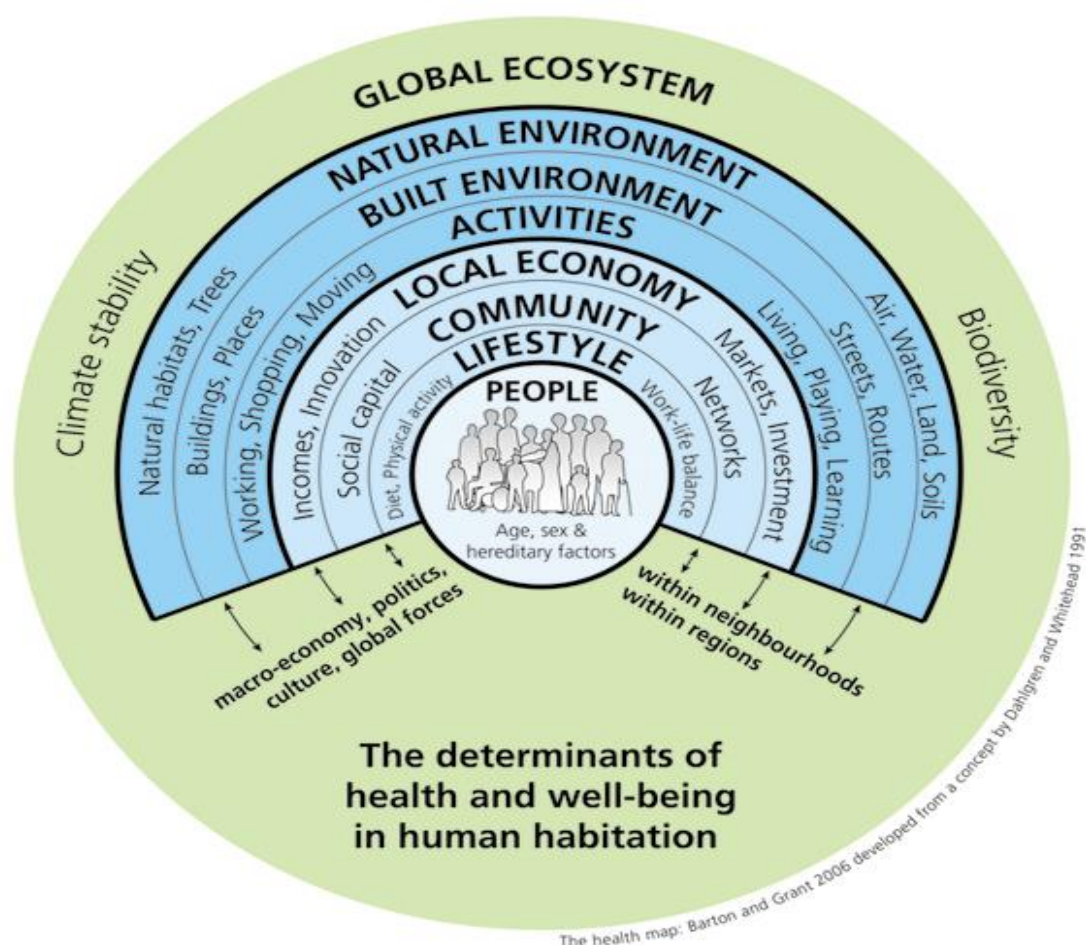 GLOBAL ECOSYSTEM
NATURAL ENVIRONMENT
BUILT ENVIRONMENT
ACTIVITIES
LOCAL ECONOMY
COMMUNITY
LIFESTYLE
PEOPLE
Age, sex &
hereditary factors
Climate stability
Natural habitats, Trees
Buildings, Places
Working, Shopping, Moving
Incomes, Innovation
Social capital
Diet, Physical activity
Work-life balance
Networks
Markets, Investment
Living, Playing, Learning
Streets, Routes
Air, Water, Land, Soils
Biodiversity
macro-economy, politics,
culture, global forces
within neighbourhoods
within regions
The determinants of
health and well-being
in human habitation
The health map: Barton and Grant 2006 developed from a concept by Dahlgren and Whitehead 1991